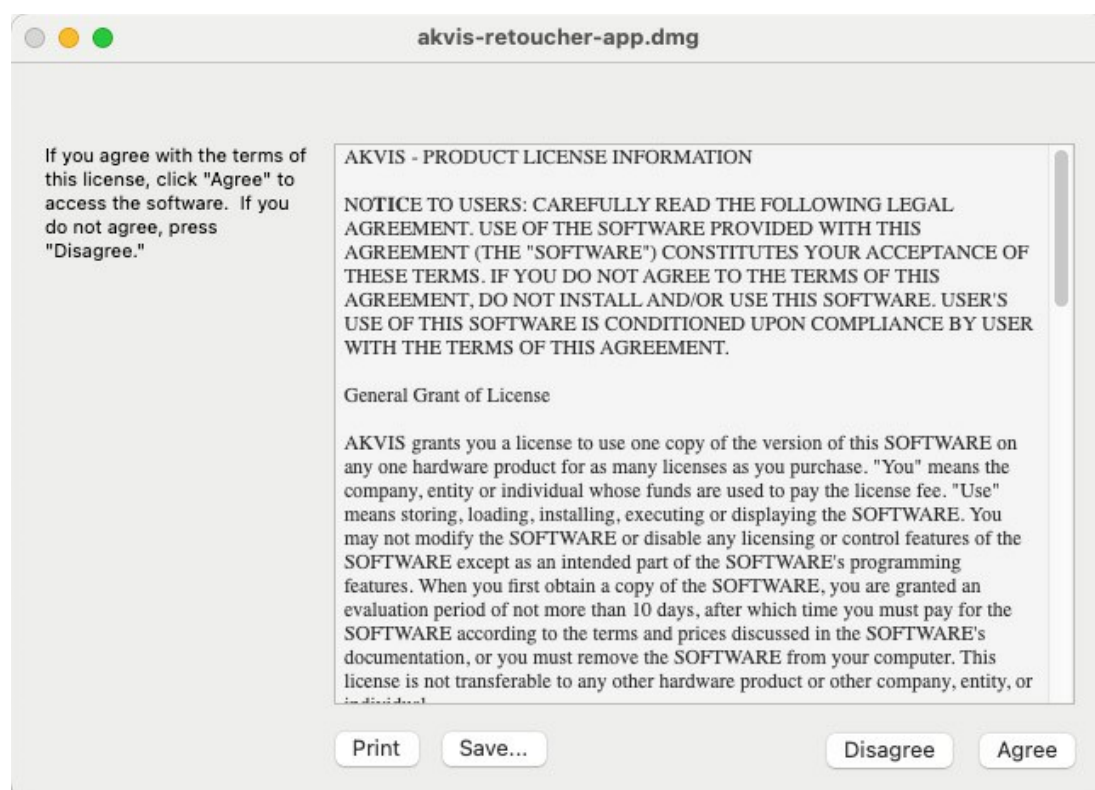 akvis-retoucher-app.dmg
If you agree with the terms of
this license, click "Agree" to
access the software.  If you
do not agree, press
"Disagree."
AKVIS - PRODUCT LICENSE INFORMATION
NOTICE TO USERS: CAREFULLY READ THE FOLLOWING LEGAL
AGREEMENT. USE OF THE SOFTWARE PROVIDED WITH THIS
AGREEMENT (THE "SOFTWARE") CONSTITUTES YOUR ACCEPTANCE OF
THESE TERMS. IF YOU DO NOT AGREE TO THE TERMS OF THIS
AGREEMENT, DO NOT INSTALL AND/OR USE THIS SOFTWARE. USER'S
USE OF THIS SOFTWARE IS CONDITIONED UPON COMPLIANCE BY USER
WITH THE TERMS OF THIS AGREEMENT.
General Grant of License
AKVIS grants you a license to use one copy of the version of this SOFTWARE on
any one hardware product for as many licenses as you purchase. "You" means the
company, entity or individual whose funds are used to pay the license fee. "Use"
means storing, loading, installing, executing or displaying the SOFTWARE. You
may not modify the SOFTWARE or disable any licensing or control features of the
SOFTWARE except as an intended part of the SOFTWARE's programming
features. When you first obtain a copy of the SOFTWARE, you are granted an
evaluation period of not more than 10 days, after which time you must pay for the
SOFTWARE according to the terms and prices discussed in the SOFTWARE's
documentation, or you must remove the SOFTWARE from your computer. This
license is not transferable to any other hardware product or other company, entity, or
Print Save... Disagree Agree